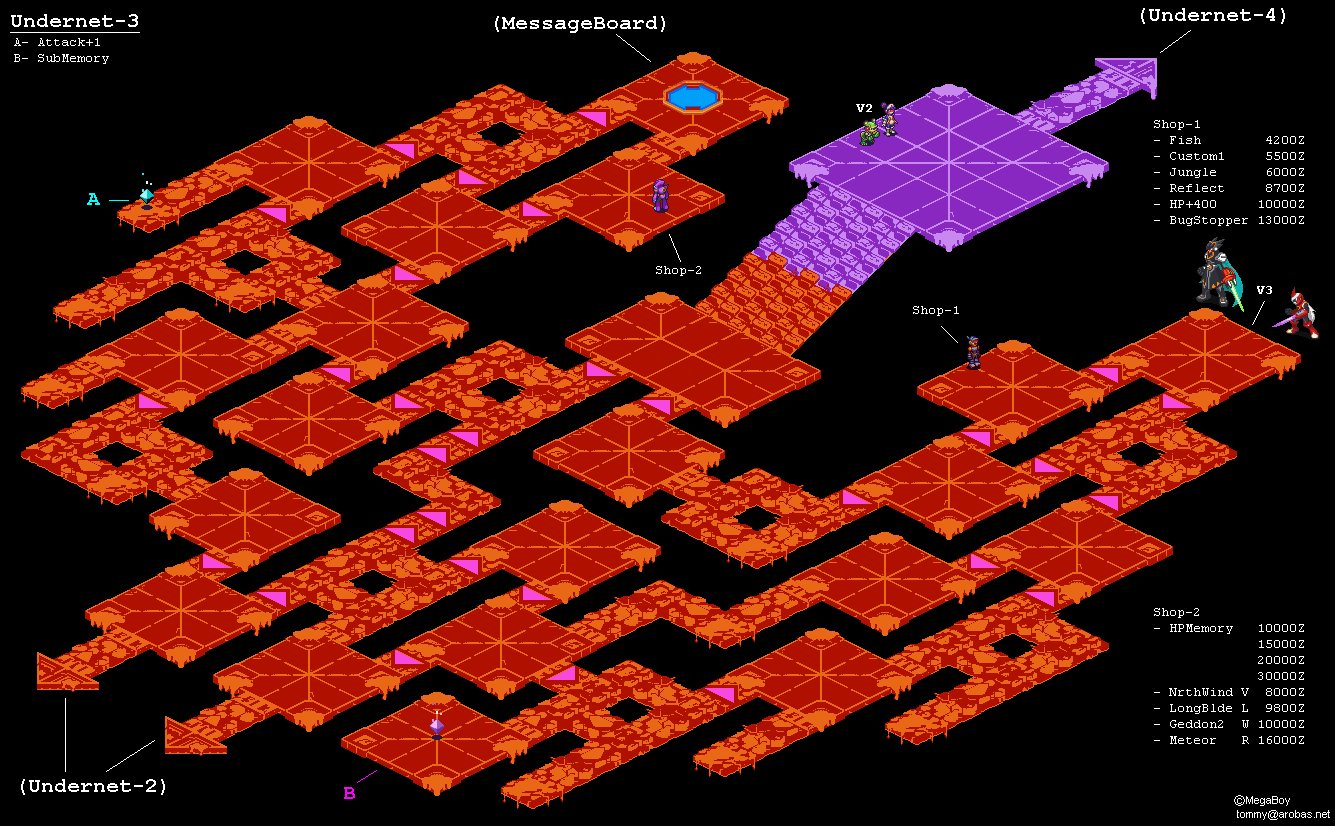 Undernet-3
A- Attack+1
B- SubMemory
(MessageBoard)
(Undernet-4)
V2
A
Shop-2
Shop-1
V3
Shop-1
- Fish 4200Z
- Custom1 5500Z
- Jungle 6000Z
- Reflect 8700Z
- HP+400 10000Z
- BugStopper 13000Z
Shop-2
- HPMemory 10000Z
15000Z
20000Z
30000Z
- NrthWind V 8000Z
- LongBlde L 9800Z
- Geddon2 W 10000Z
- Meteor R 16000Z
(Undernet-2)
B
©MegaBoy
tommy@arobas.net